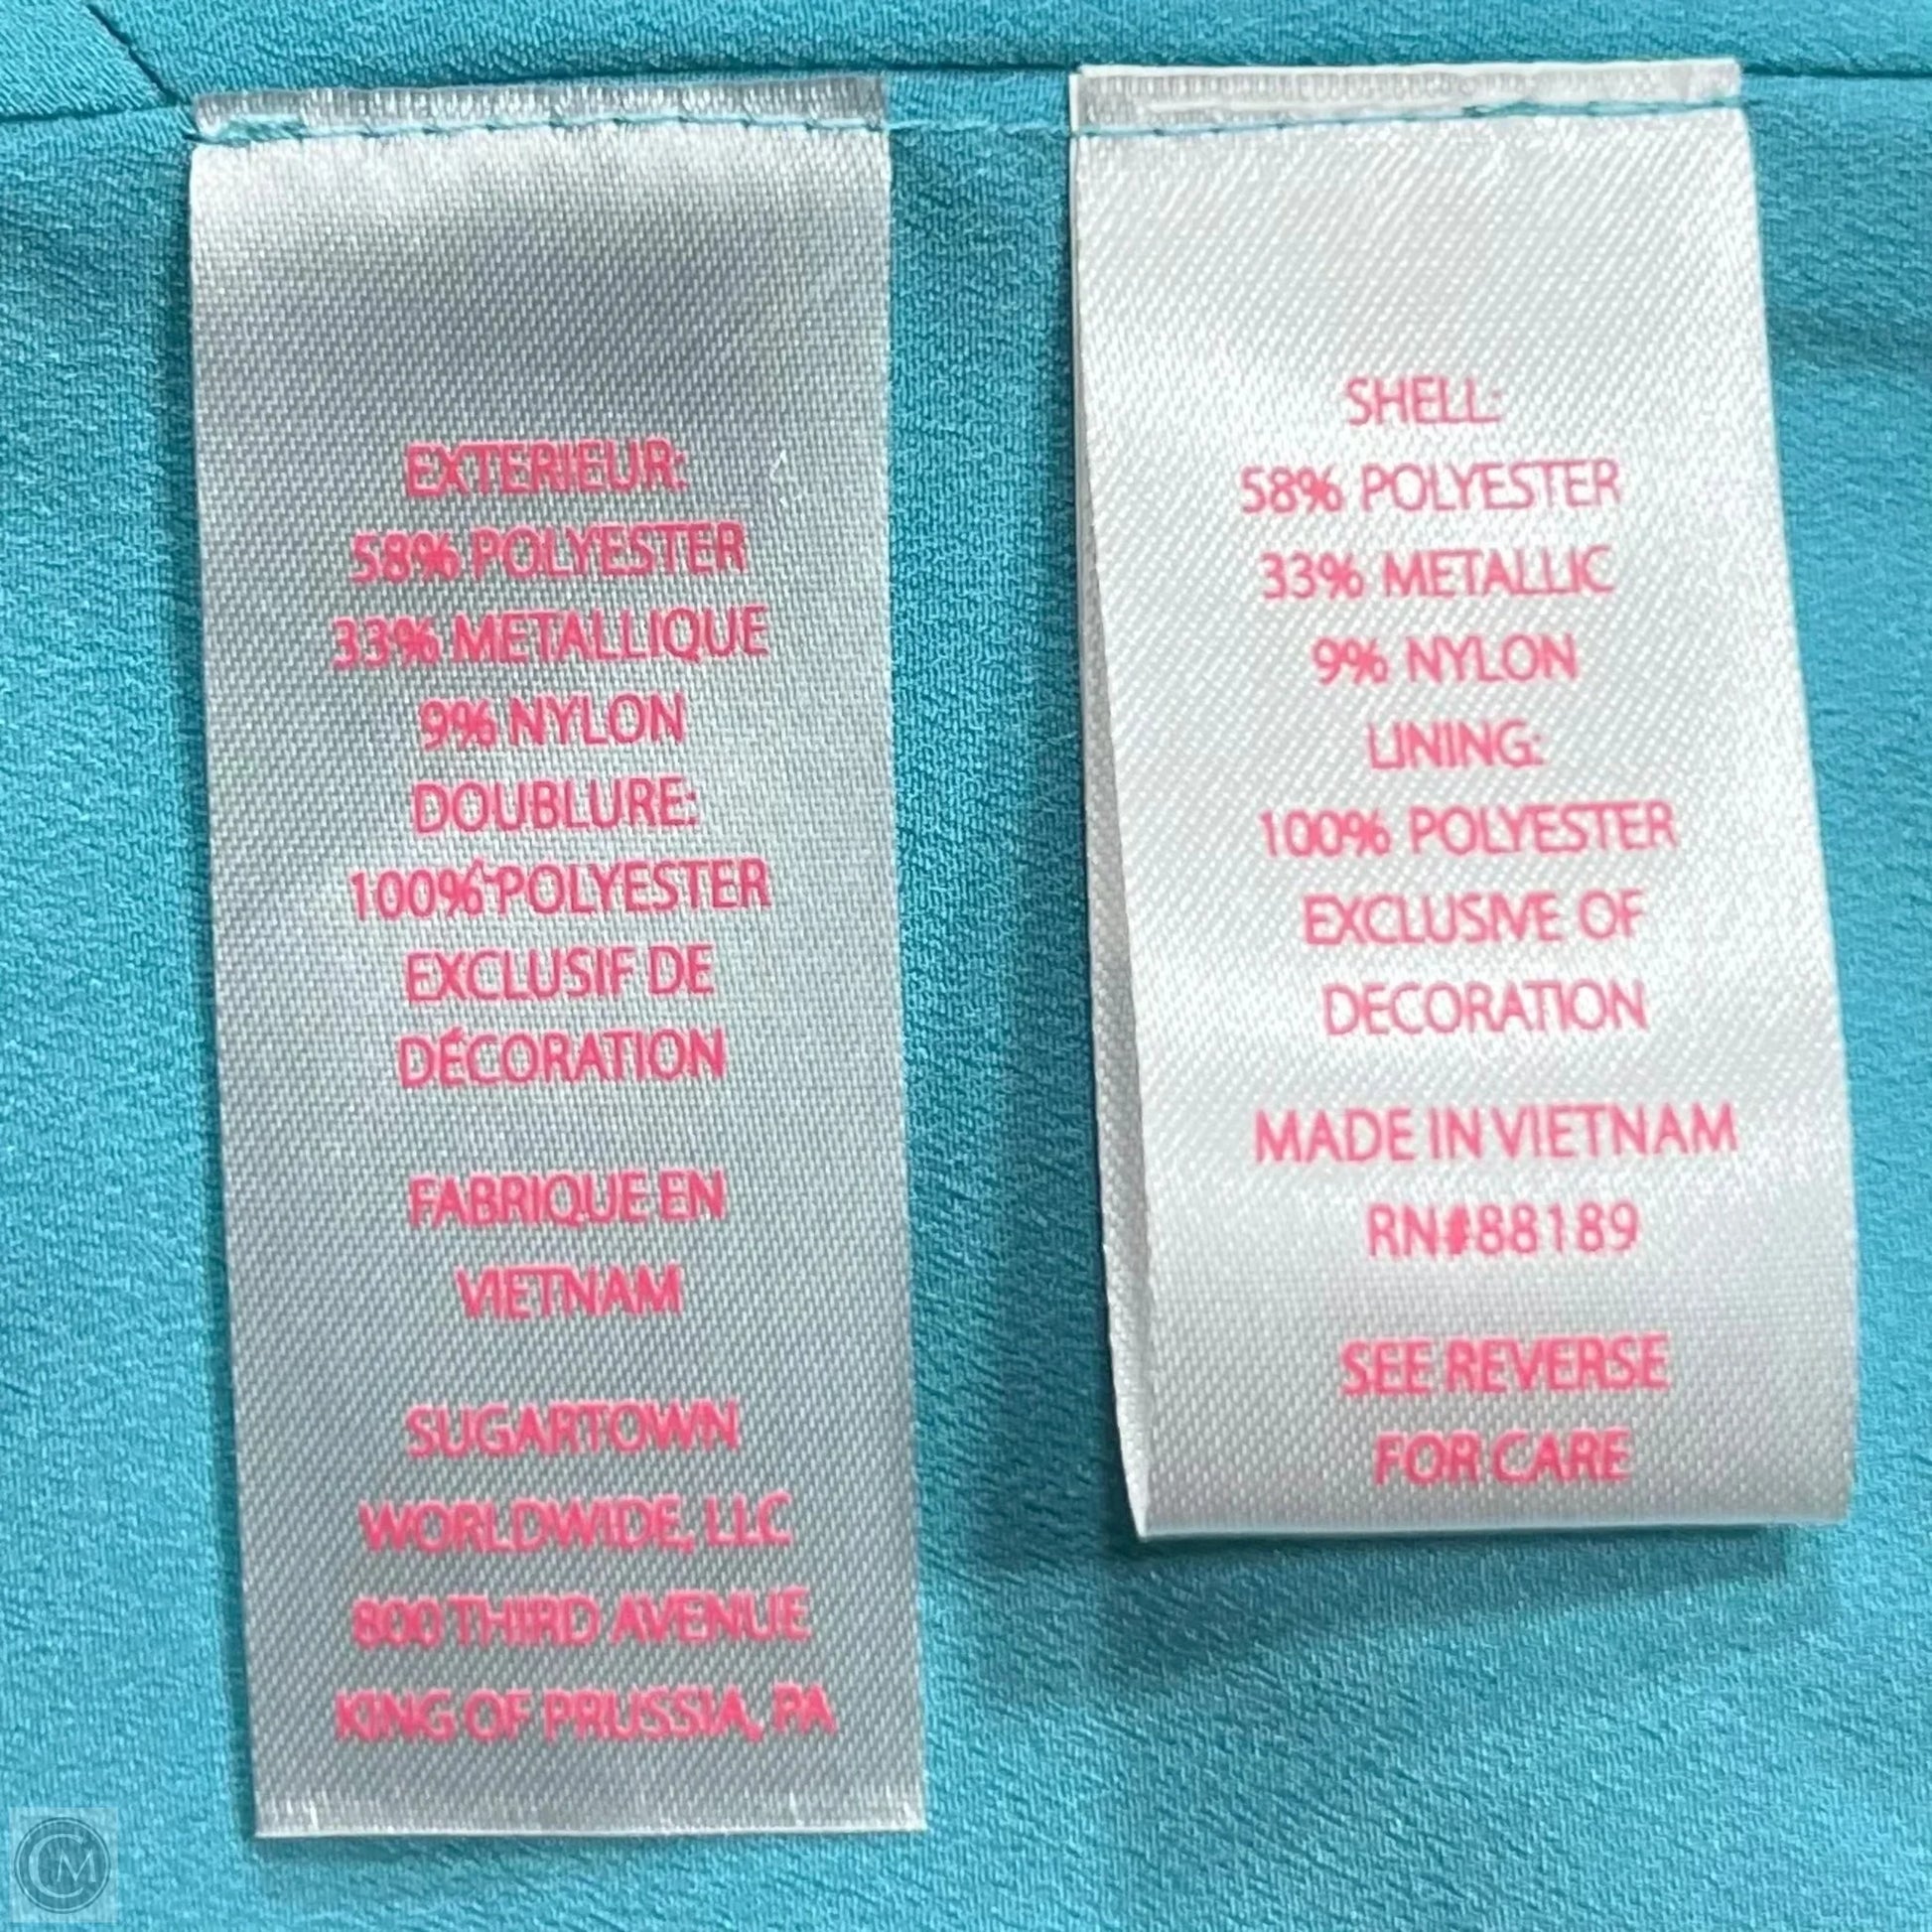 EXTERIEUR:
58% POLYESTER
33% METALLIQUE
9% NYLON
DOUBLURE:
100% POLYESTER
EXCLUSIF DE
DÉCORATION
FABRIQUE EN
VIETNAM
SUGARTOWN
WORLDWIDE, LLC
800 THIRD AVENUE
KING OF PRUSSIA, PA
SHELL:
58% POLYESTER
33% METALLIC
9% NYLON
LINING:
100% POLYESTER
EXCLUSIVE OF
DECORATION
MADE IN VIETNAM
RN#88189
SEE REVERSE
FOR CARE
CM